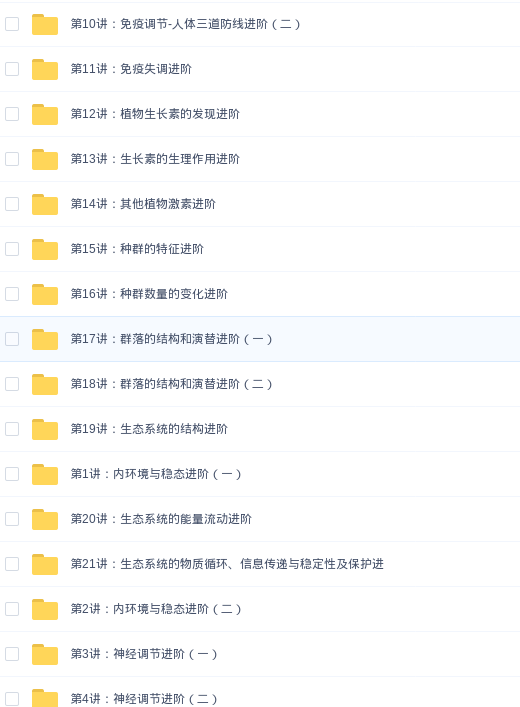 第10讲：免疫调节-人体三道防线进阶（二）
第11讲：免疫失调进阶
第12讲：植物生长素的发现进阶
第13讲：生长素的生理作用进阶
第14讲：其他植物激素进阶
第15讲：种群的特征进阶
第16讲：种群数量的变化进阶
第17讲：群落的结构和演替进阶（一）
第18讲：群落的结构和演替进阶（二）
第19讲：生态系统的结构进阶
第1讲：内环境与稳态进阶（一）
第20讲：生态系统的能量流动进阶
第21讲：生态系统的物质循环、信息传递与稳定性及保护进
第2讲：内环境与稳态进阶（二）
第3讲：神经调节进阶（一）
第4讲：神经调节进阶（二）